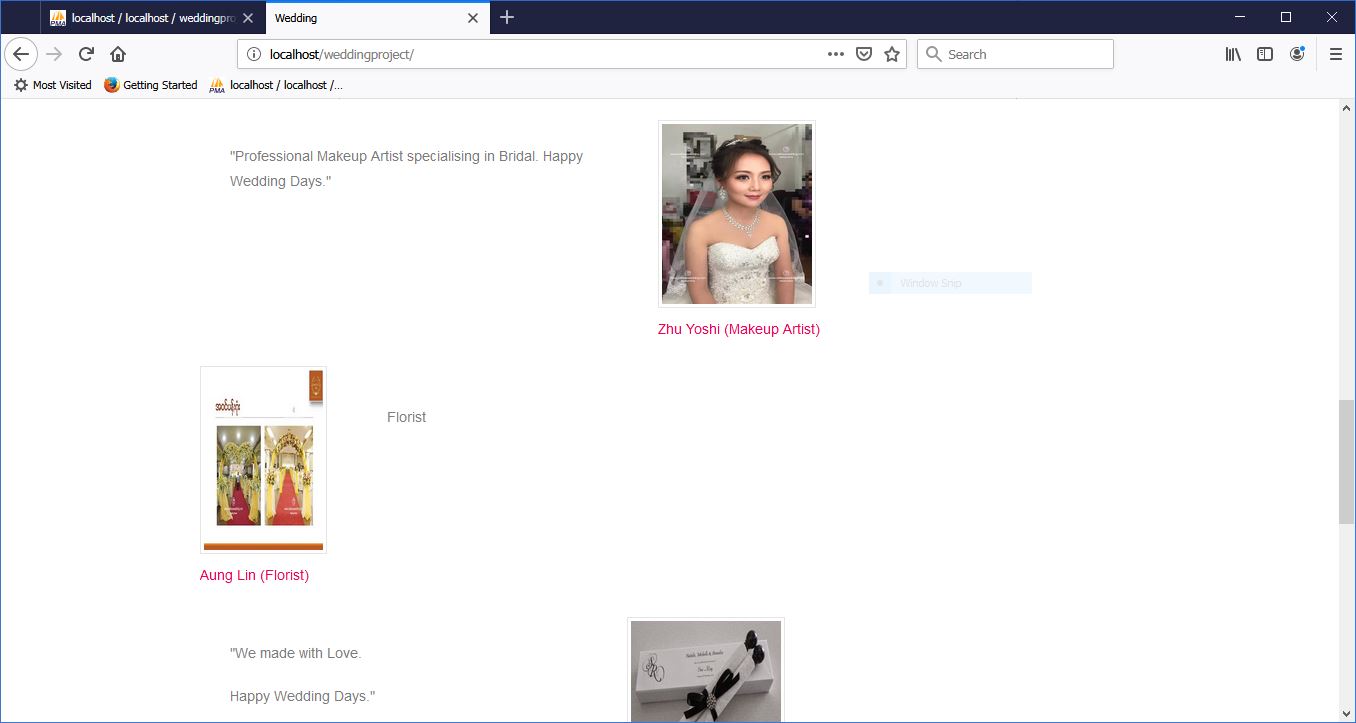 localhost / localhost / weddingpro
Wedding
localhost/weddingproject/
Search
Most Visited
Getting Started
PMA
localhost / localhost /...
"Professional Makeup Artist specialising in Bridal. Happy
Wedding Days."
Window Snip
Zhu Yoshi (Makeup Artist)
Florist
Aung Lin (Florist)
"We made with Love.
Happy Wedding Days."